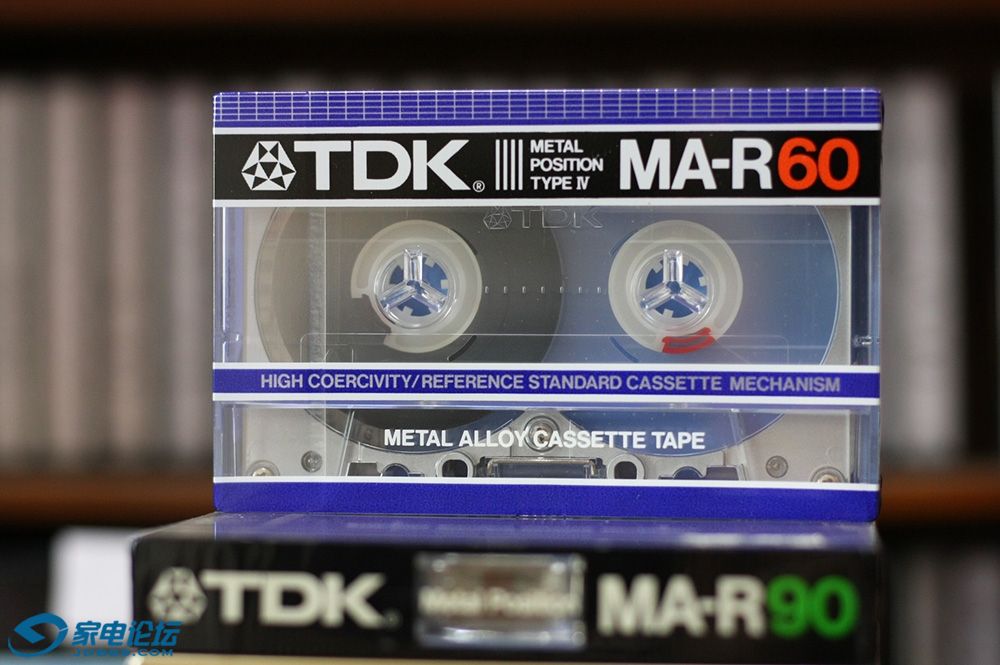 TDK®
METAL
POSITION
TYPE IV
MA-R60
TDK
HIGH COERCIVITY/REFERENCE STANDARD CASSETTE MECHANISM
METAL ALLOY CASSETTE TAPE
TDK
Metal Position
MA-R90
家电论坛